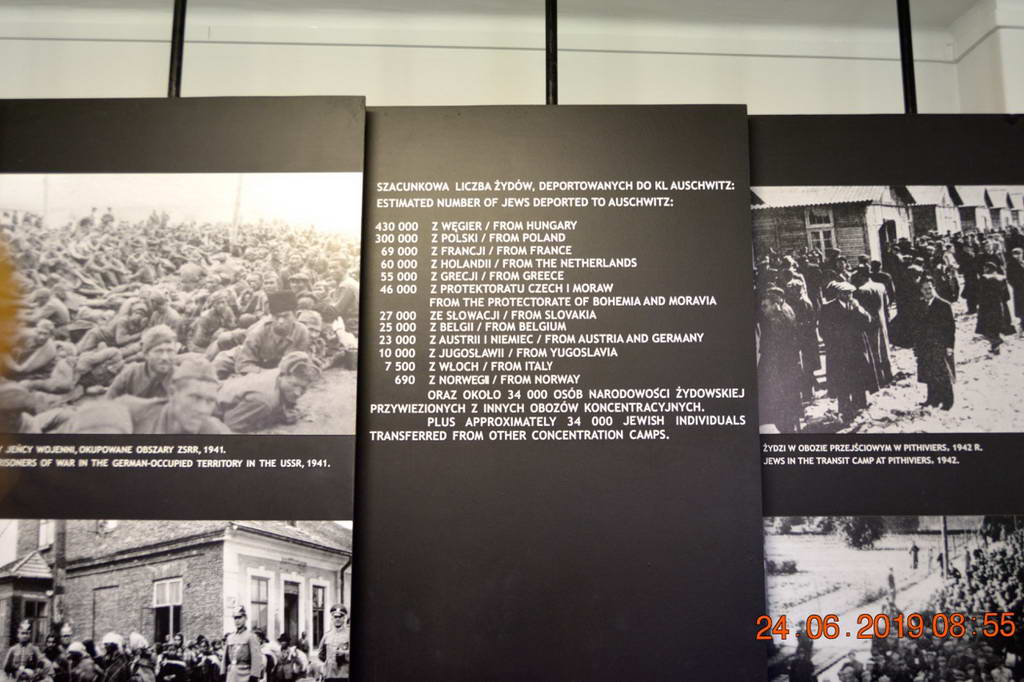 SZACUNKOWA LICZBA ŻYDÓW, DEPORTOWANYCH DO KL AUSCHWITZ:
ESTIMATED NUMBER OF JEWS DEPORTED TO AUSCHWITZ:
430 000 Z WĘGIER / FROM HUNGARY
300 000 Z POLSKI / FROM POLAND
69 000 Z FRANCJI / FROM FRANCE
60 000 Z HOLANDII / FROM THE NETHERLANDS
55 000 Z GRECJI / FROM GREECE
46 000 Z PROTEKTORATU CZECH I MORAW
FROM THE PROTECTORATE OF BOHEMIA AND MORAVIA
27 000 ZE SŁOWACJI / FROM SLOVAKIA
25 000 Z BELGII / FROM BELGIUM
23 000 Z AUSTRII I NIEMIEC / FROM AUSTRIA AND GERMANY
10 000 Z JUGOSŁAWII / FROM YUGOSLAVIA
7 500 Z WŁOCH / FROM ITALY
690 Z NORWEGII / FROM NORWAY
ORAZ OKOŁO 34 000 OSÓB NARODOWOŚCI ŻYDOWSKIEJ
PRZYWIEZIONYCH Z INNYCH OBOZÓW KONCENTRACYJNYCH.
PLUS APPROXIMATELY 34 000 JEWISH INDIVIDUALS
TRANSFERRED FROM OTHER CONCENTRATION CAMPS.
JEŃCY WOJENNI, OKUPOWANE OBSZARY ZSRR, 1941.
RISONERS OF WAR IN THE GERMAN-OCCUPIED TERRITORY IN THE USSR, 1941.
ŻYDZI W OBOZIE PRZEJŚCIOWYM W PITHIVIERS. 1942 R.
JEWS IN THE TRANSIT CAMP AT PITHIVIERS. 1942.
24.06.2019 08:55